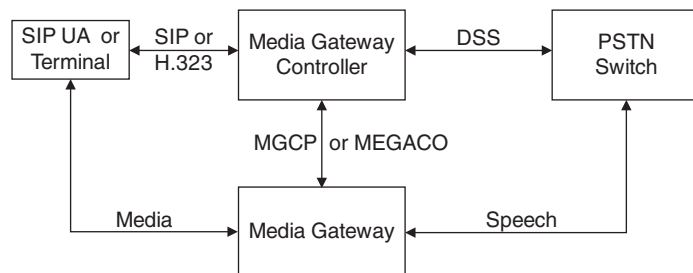 SIP UA or
Terminal
SIP or
H.323
Media Gateway
Controller
DSS
PSTN
Switch
MGCP or MEGACO
Media
Media Gateway
Speech